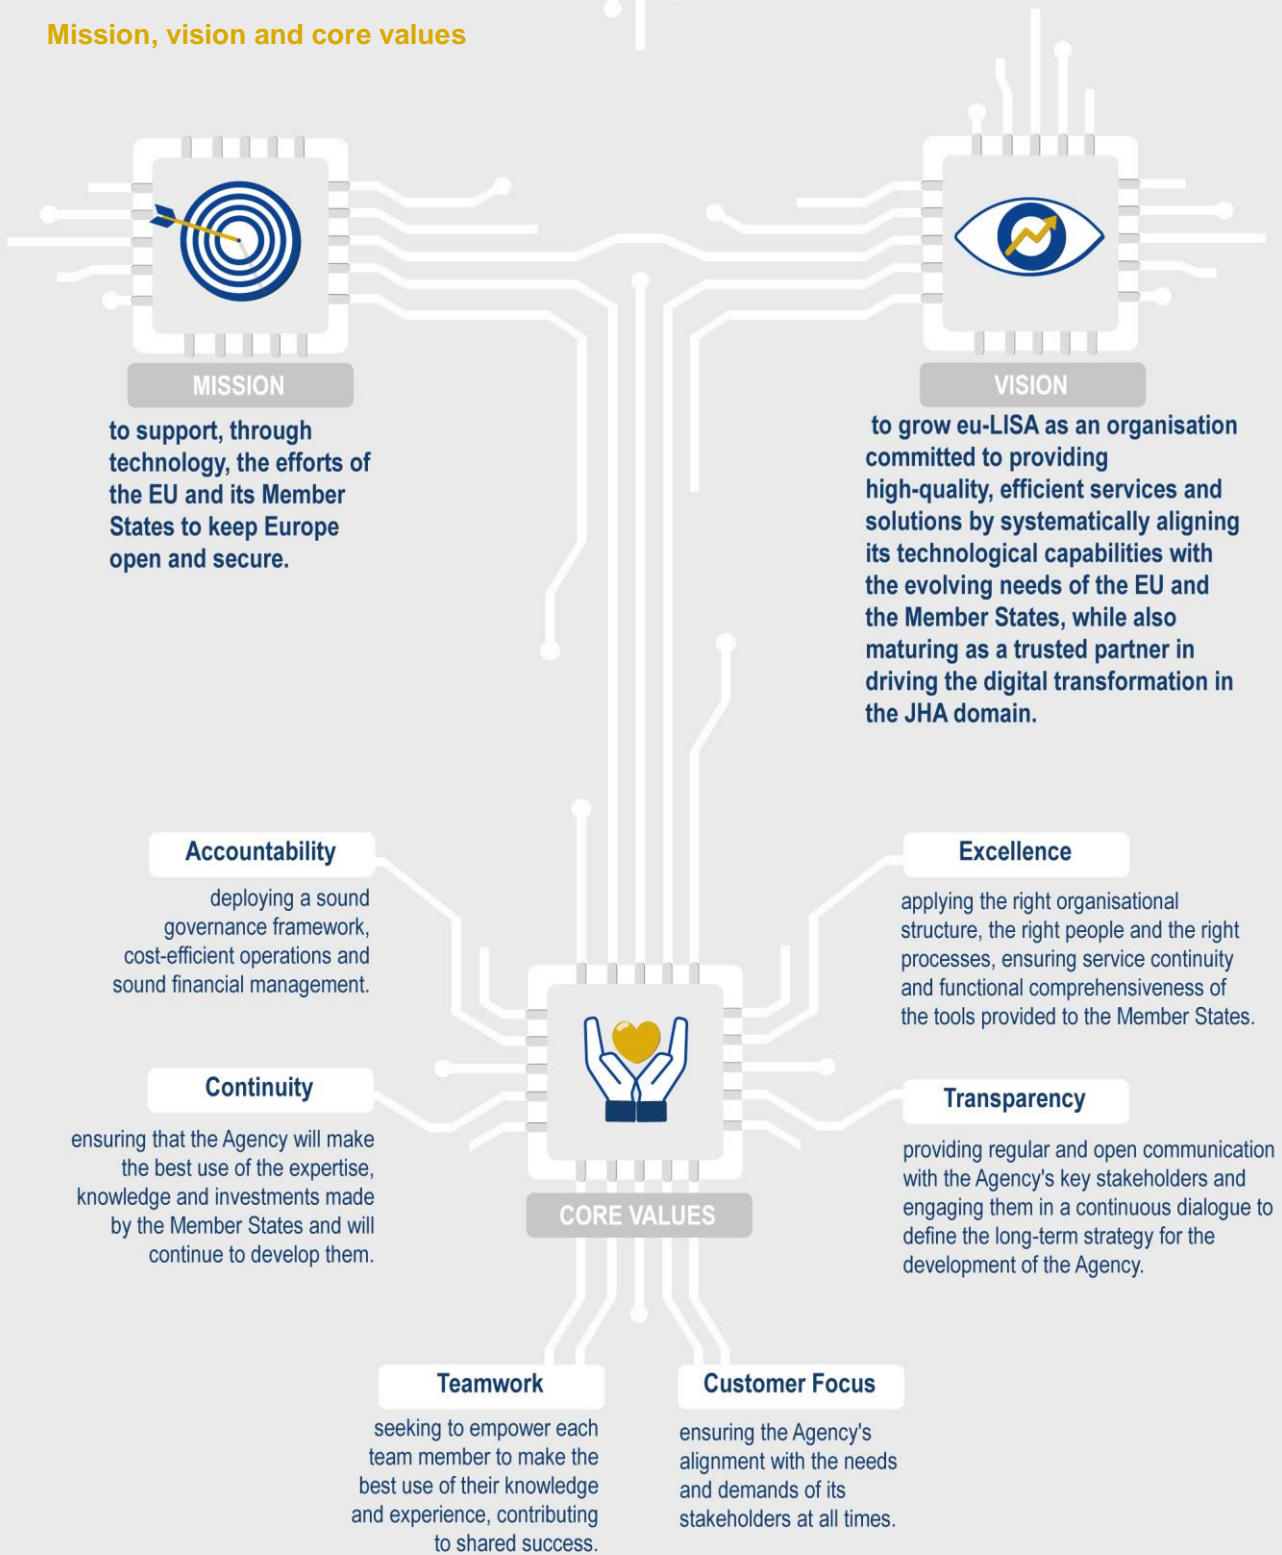 Mission, vision and core values
MISSION
to support, through
technology, the efforts of
the EU and its Member
States to keep Europe
open and secure.
VISION
to grow eu-LISA as an organisation
committed to providing
high-quality, efficient services and
solutions by systematically aligning
its technological capabilities with
the evolving needs of the EU and
the Member States, while also
maturing as a trusted partner in
driving the digital transformation in
the JHA domain.
Accountability
deploying a sound
governance framework,
cost-efficient operations and
sound financial management.
Excellence
applying the right organisational
structure, the right people and the right
processes, ensuring service continuity
and functional comprehensiveness of
the tools provided to the Member States.
Continuity
ensuring that the Agency will make
the best use of the expertise,
knowledge and investments made
by the Member States and will
continue to develop them.
Transparency
providing regular and open communication
with the Agency's key stakeholders and
engaging them in a continuous dialogue to
define the long-term strategy for the
development of the Agency.
CORE VALUES
Teamwork
seeking to empower each
team member to make the
best use of their knowledge
and experience, contributing
to shared success.
Customer Focus
ensuring the Agency's
alignment with the needs
and demands of its
stakeholders at all times.